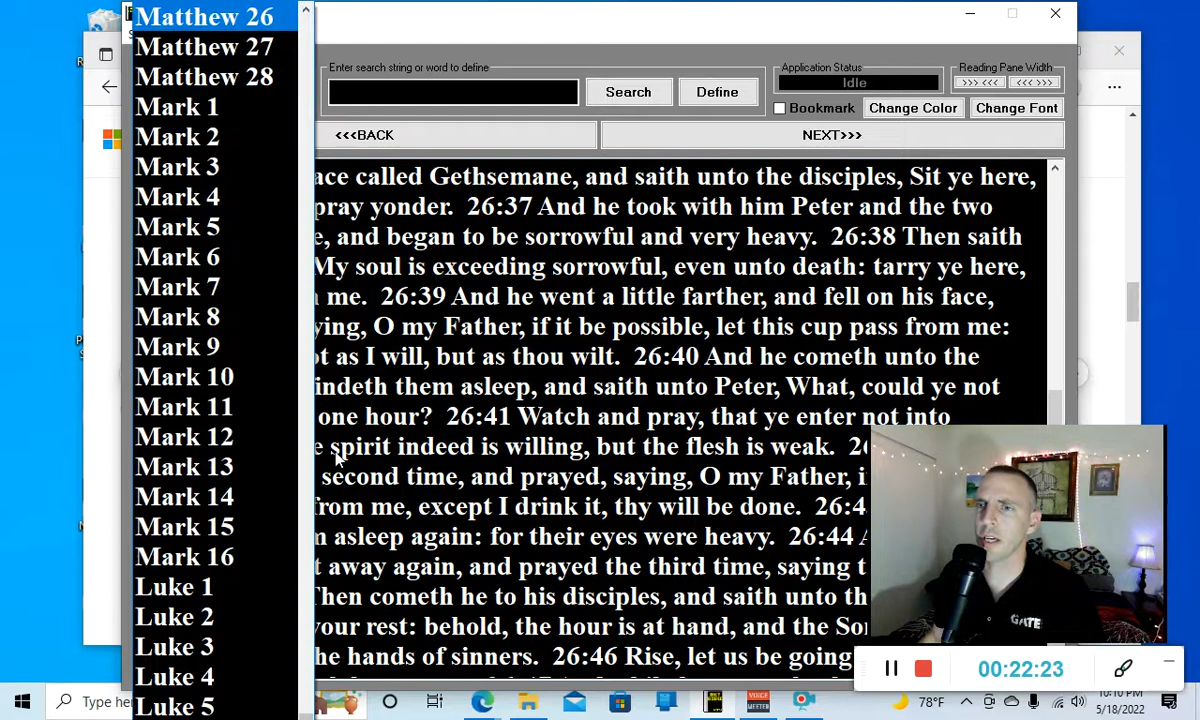 Matthew 26
Matthew 27
Matthew 28
Mark 1
Mark 2
Mark 3
Mark 4
Mark 5
Mark 6
Mark 7
Mark 8
Mark 9
Mark 10
Mark 11
Mark 12
Mark 13
Mark 14
Mark 15
Mark 16
Luke 1
Luke 2
Luke 3
Luke 4
Luke 5
Enter search string or word to define
Search
Define
Application Status
Idle
Reading Pane Width
>>> <<<
<<< >>>
Bookmark
Change Color
Change Font
<<<BACK
NEXT>>>
called Gethsemane, and saith unto the disciples, Sit ye here,
pray yonder. 26:37 And he took with him Peter and the two
and began to be sorrowful and very heavy. 26:38 Then saith
My soul is exceeding sorrowful, even unto death: tarry ye here,
me. 26:39 And he went a little farther, and fell on his face,
O my Father, if it be possible, let this cup pass from me:
as I will, but as thou wilt. 26:40 And he cometh unto the
them asleep, and saith unto Peter, What, could ye not
one hour? 26:41 Watch and pray, that ye enter not into
spirit indeed is willing, but the flesh is weak.
second time, and prayed, saying, O my Father,
from me, except I drink it, thy will be done.
asleep again: for their eyes were heavy. 26:44
away again, and prayed the third time, saying
Then cometh he to his disciples, and saith unto
your rest: behold, the hour is at hand, and the
the hands of sinners. 26:46 Rise, let us be going
GATE
00:22:23
Type
78°F
10:10 PM
5/18/2022